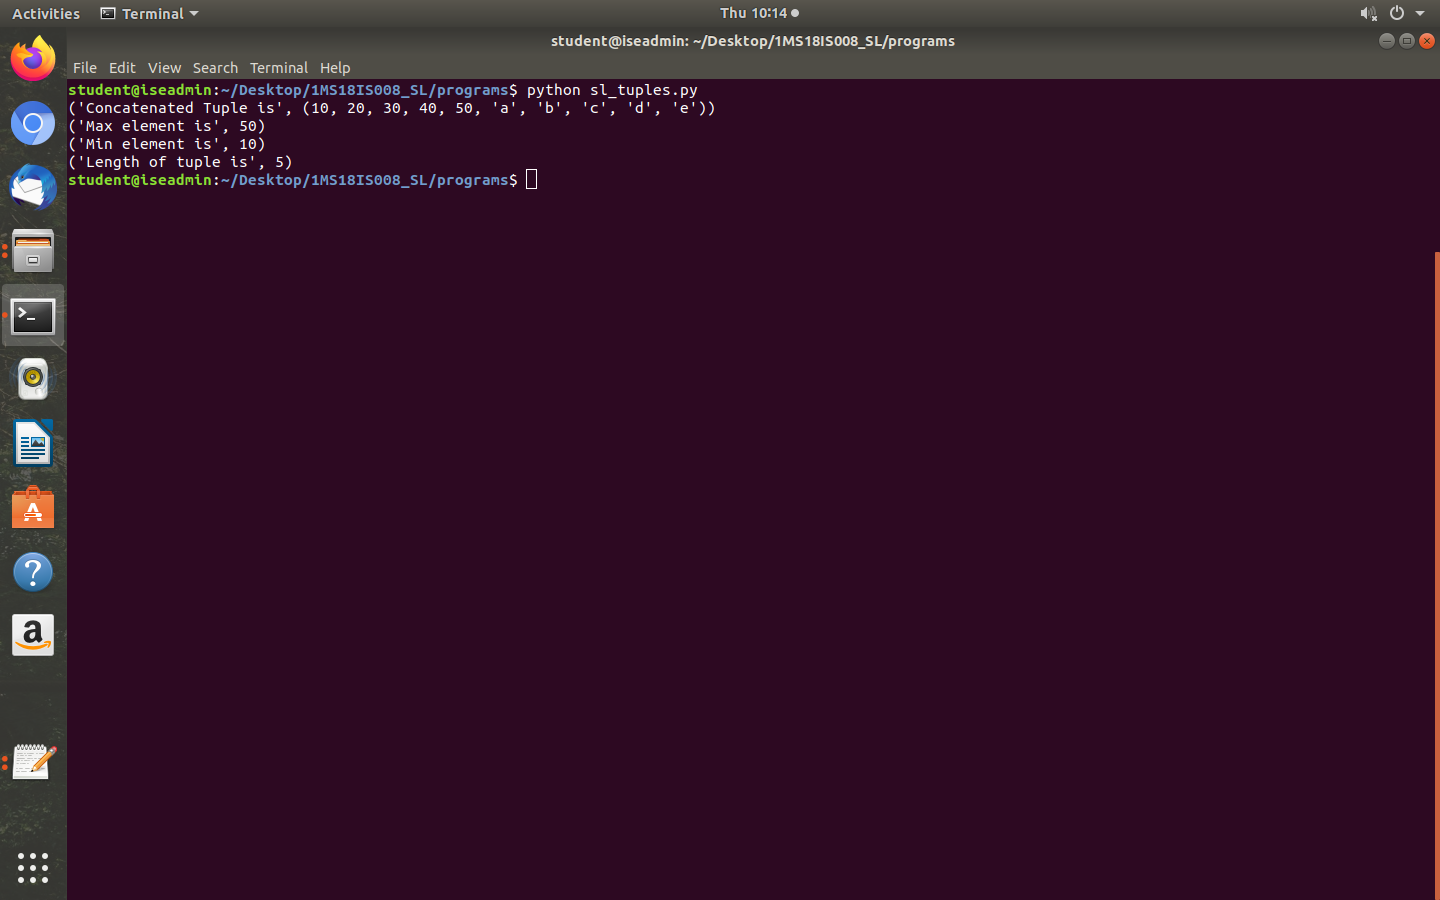 Activities Terminal Thu 10:14
student@iseadmin: ~/Desktop/1MS18IS008_SL/programs
File Edit View Search Terminal Help
student@iseadmin:~/Desktop/1MS18IS008_SL/programs$ python sl_tuples.py
('Concatenated Tuple is', (10, 20, 30, 40, 50, 'a', 'b', 'c', 'd', 'e'))
('Max element is', 50)
('Min element is', 10)
('Length of tuple is', 5)
student@iseadmin:~/Desktop/1MS18IS008_SL/programs$